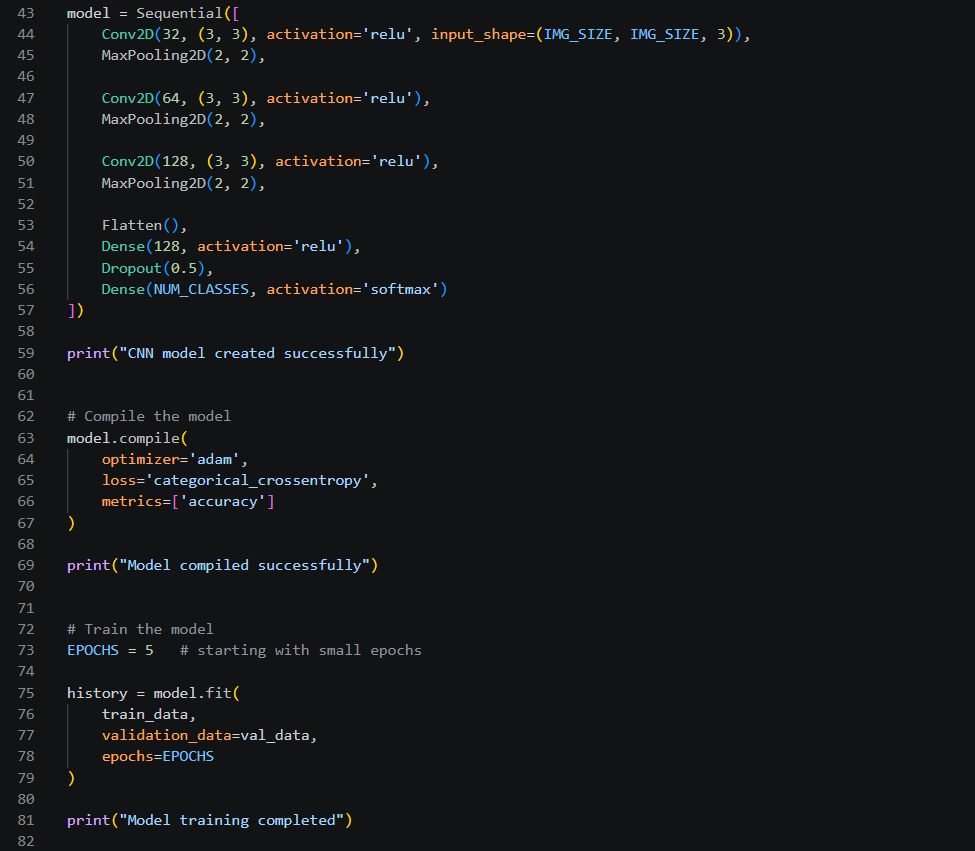 43 model = Sequential([
44     Conv2D(32, (3, 3), activation='relu', input_shape=(IMG_SIZE, IMG_SIZE, 3)),
45     MaxPooling2D(2, 2),
46
47     Conv2D(64, (3, 3), activation='relu'),
48     MaxPooling2D(2, 2),
49
50     Conv2D(128, (3, 3), activation='relu'),
51     MaxPooling2D(2, 2),
52
53     Flatten(),
54     Dense(128, activation='relu'),
55     Dropout(0.5),
56     Dense(NUM_CLASSES, activation='softmax')
57 ])
58
59 print("CNN model created successfully")
60
61
62 # Compile the model
63 model.compile(
64     optimizer='adam',
65     loss='categorical_crossentropy',
66     metrics=['accuracy']
67 )
68
69 print("Model compiled successfully")
70
71
72 # Train the model
73 EPOCHS = 5   # starting with small epochs
74
75 history = model.fit(
76     train_data,
77     validation_data=val_data,
78     epochs=EPOCHS
79 )
80
81 print("Model training completed")
82